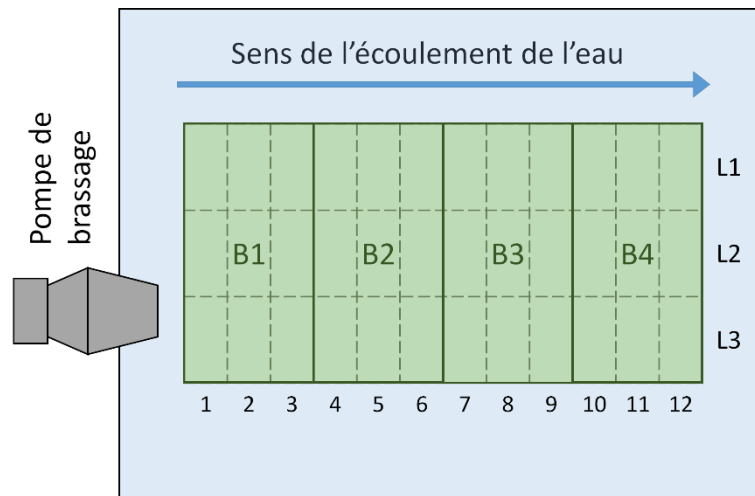 Sens de l’écoulement de l’eau
Pompe de
brassage
L1
B1 B2 B3 B4 L2
L3
1 2 3 4 5 6 7 8 9 10 11 12